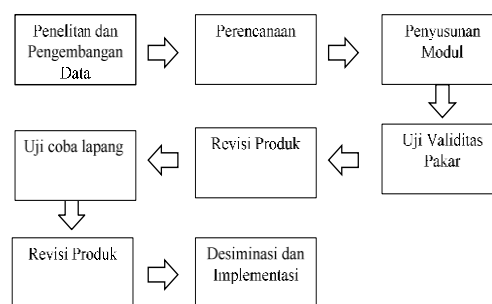 Penelitan dan
Pengembangan
Data
Perencanaan
Penyusunan
Modul
Uji Validitas
Pakar
Revisi Produk
Uji coba lapang
Revisi Produk
Desiminasi dan
Implementasi